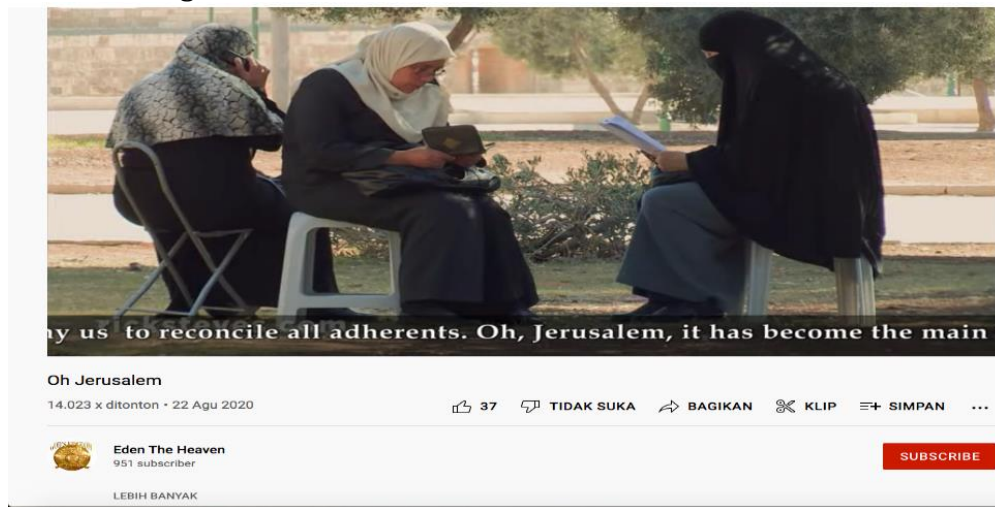 ny us to reconcile all adherents. Oh, Jerusalem, it has become the main
Oh Jerusalem
14.023 x ditonton • 22 Agu 2020
37 TIDAK SUKA BAGIKAN KLIP SIMPAN ...
Eden The Heaven
951 subscriber
SUBSCRIBE
LEBIH BANYAK